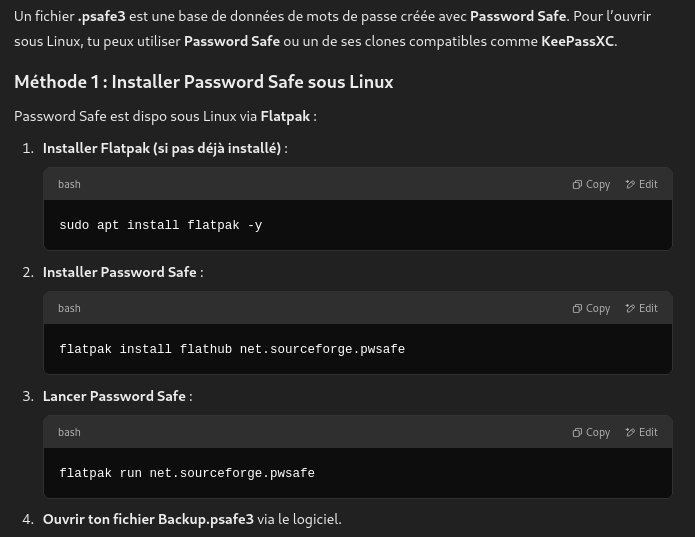 Un fichier .psafe3 est une base de données de mots de passe créée avec Password Safe. Pour l’ouvrir
sous Linux, tu peux utiliser Password Safe ou un de ses clones compatibles comme KeePassXC.
Méthode 1 : Installer Password Safe sous Linux
Password Safe est dispo sous Linux via Flatpak :
1. Installer Flatpak (si pas déjà installé) :
bash Copy Edit
sudo apt install flatpak -y
2. Installer Password Safe :
bash Copy Edit
flatpak install flathub net.sourceforge.pwsafe
3. Lancer Password Safe :
bash Copy Edit
flatpak run net.sourceforge.pwsafe
4. Ouvrir ton fichier Backup.psafe3 via le logiciel.